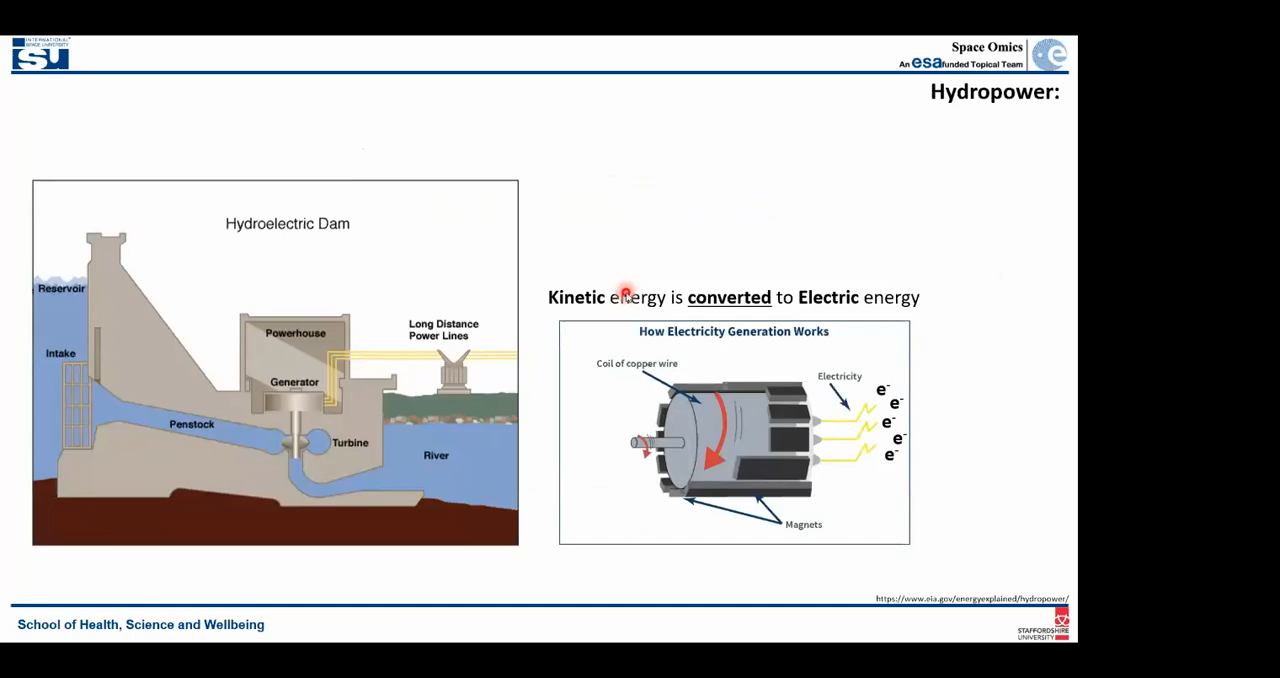 INTERNATIONAL
SPACE UNIVERSITY
ISU
Space Omics
An esa funded Topical Team
esa
Hydropower:
Hydroelectric Dam
Reservoir
Intake
Penstock
Powerhouse
Generator
Turbine
Long Distance
Power Lines
River
Kinetic energy is converted to Electric energy
How Electricity Generation Works
Coil of copper wire
Electricity
e-
e-
e-
e-
e-
Magnets
https://www.eia.gov/energyexplained/hydropower/
School of Health, Science and Wellbeing
STAFFORDSHIRE
UNIVERSITY